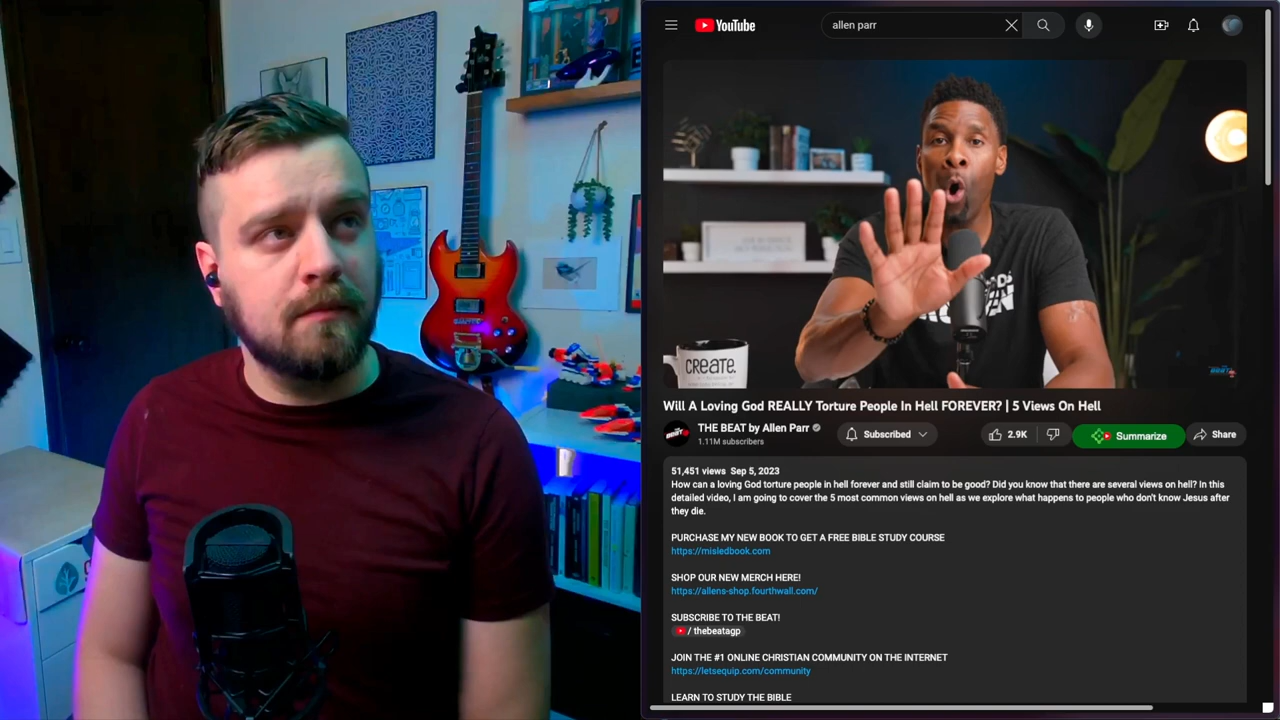 YouTube
allen parr
CREATE.
Will A Loving God REALLY Torture People In Hell FOREVER? | 5 Views On Hell
THE BEAT by Allen Parr
1.11M subscribers
Subscribed
2.9K
Summarize
Share
51,451 views Sep 5, 2023
How can a loving God torture people in hell forever and still claim to be good? Did you know that there are several views on hell? In this
detailed video, I am going to cover the 5 most common views on hell as we explore what happens to people who don't know Jesus after
they die.
PURCHASE MY NEW BOOK TO GET A FREE BIBLE STUDY COURSE
https://misledbook.com
SHOP OUR NEW MERCH HERE!
https://allens-shop.fourthwall.com/
SUBSCRIBE TO THE BEAT!
/ thebeatagp
JOIN THE #1 ONLINE CHRISTIAN COMMUNITY ON THE INTERNET
https://letsequip.com/community
LEARN TO STUDY THE BIBLE